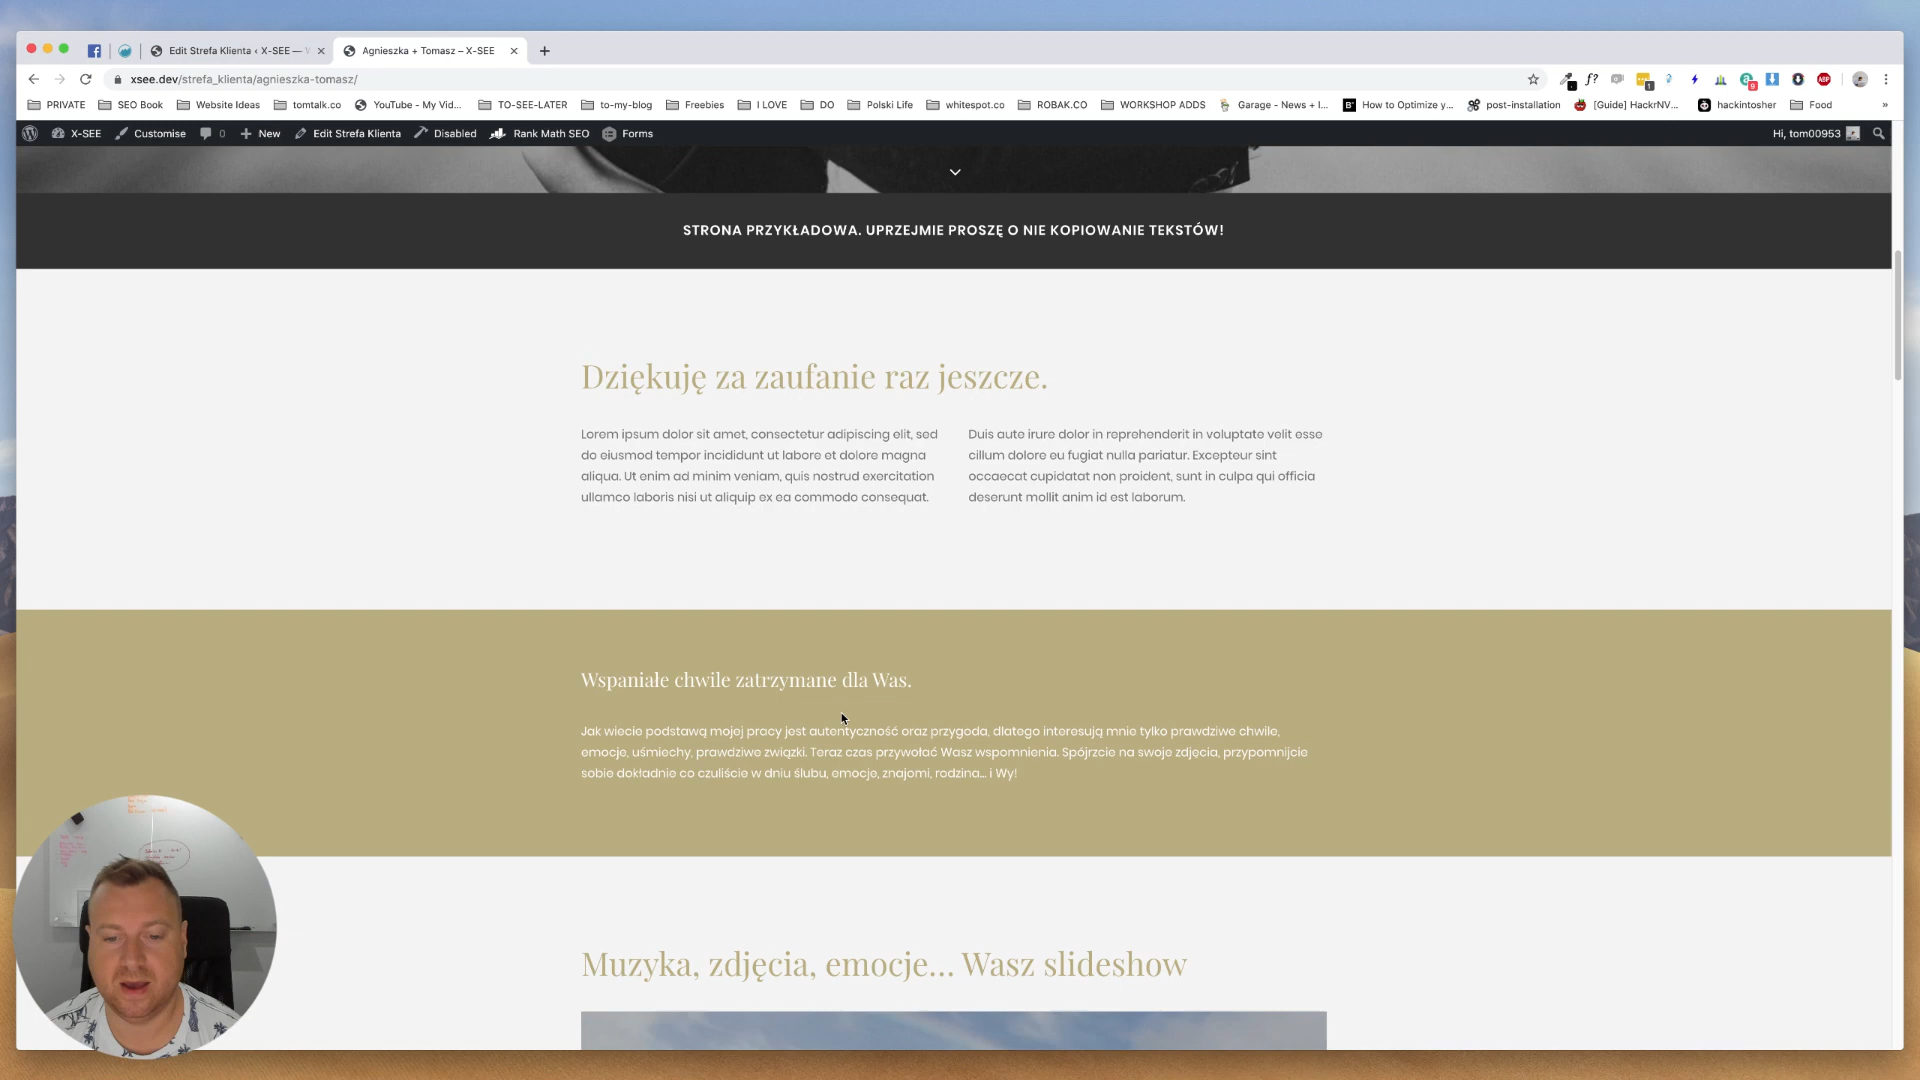 Edit Strefa Klienta ‹ X-SEE —
Agnieszka + Tomasz – X-SEE
xsee.dev/strefa_klienta/agnieszka-tomasz/
f?
1
9
ABP
PRIVATE
SEO Book
Website Ideas
tomtalk.co
YouTube - My Vid...
TO-SEE-LATER
to-my-blog
Freebies
I LOVE
DO
Polski Life
whitespot.co
ROBAK.CO
WORKSHOP ADDS
Garage - News + I...
How to Optimize y...
post-installation
[Guide] HackrNV...
hackintosher
Food
»
X-SEE
Customise
0
New
Edit Strefa Klienta
Disabled
Rank Math SEO
Forms
Hi, tom00953
STRONA PRZYKŁADOWA. UPRZEJMIE PROSZĘ O NIE KOPIOWANIE TEKSTÓW!
Dziękuję za zaufanie raz jeszcze.
Lorem ipsum dolor sit amet, consectetur adipiscing elit, sed
do eiusmod tempor incididunt ut labore et dolore magna
aliqua. Ut enim ad minim veniam, quis nostrud exercitation
ullamco laboris nisi ut aliquip ex ea commodo consequat.
Duis aute irure dolor in reprehenderit in voluptate velit esse
cillum dolore eu fugiat nulla pariatur. Excepteur sint
occaecat cupidatat non proident, sunt in culpa qui officia
deserunt mollit anim id est laborum.
Wspaniałe chwile zatrzymane dla Was.
Jak wiecie podstawą mojej pracy jest autentyczność oraz przygoda, dlatego interesują mnie tylko prawdziwe chwile,
emocje, uśmiechy, prawdziwe związki. Teraz czas przywołać Wasz wspomnienia. Spójrzcie na swoje zdjęcia, przypomnijcie
sobie dokładnie co czuliście w dniu ślubu, emocje, znajomi, rodzina... i Wy!
Muzyka, zdjęcia, emocje... Wasz slideshow